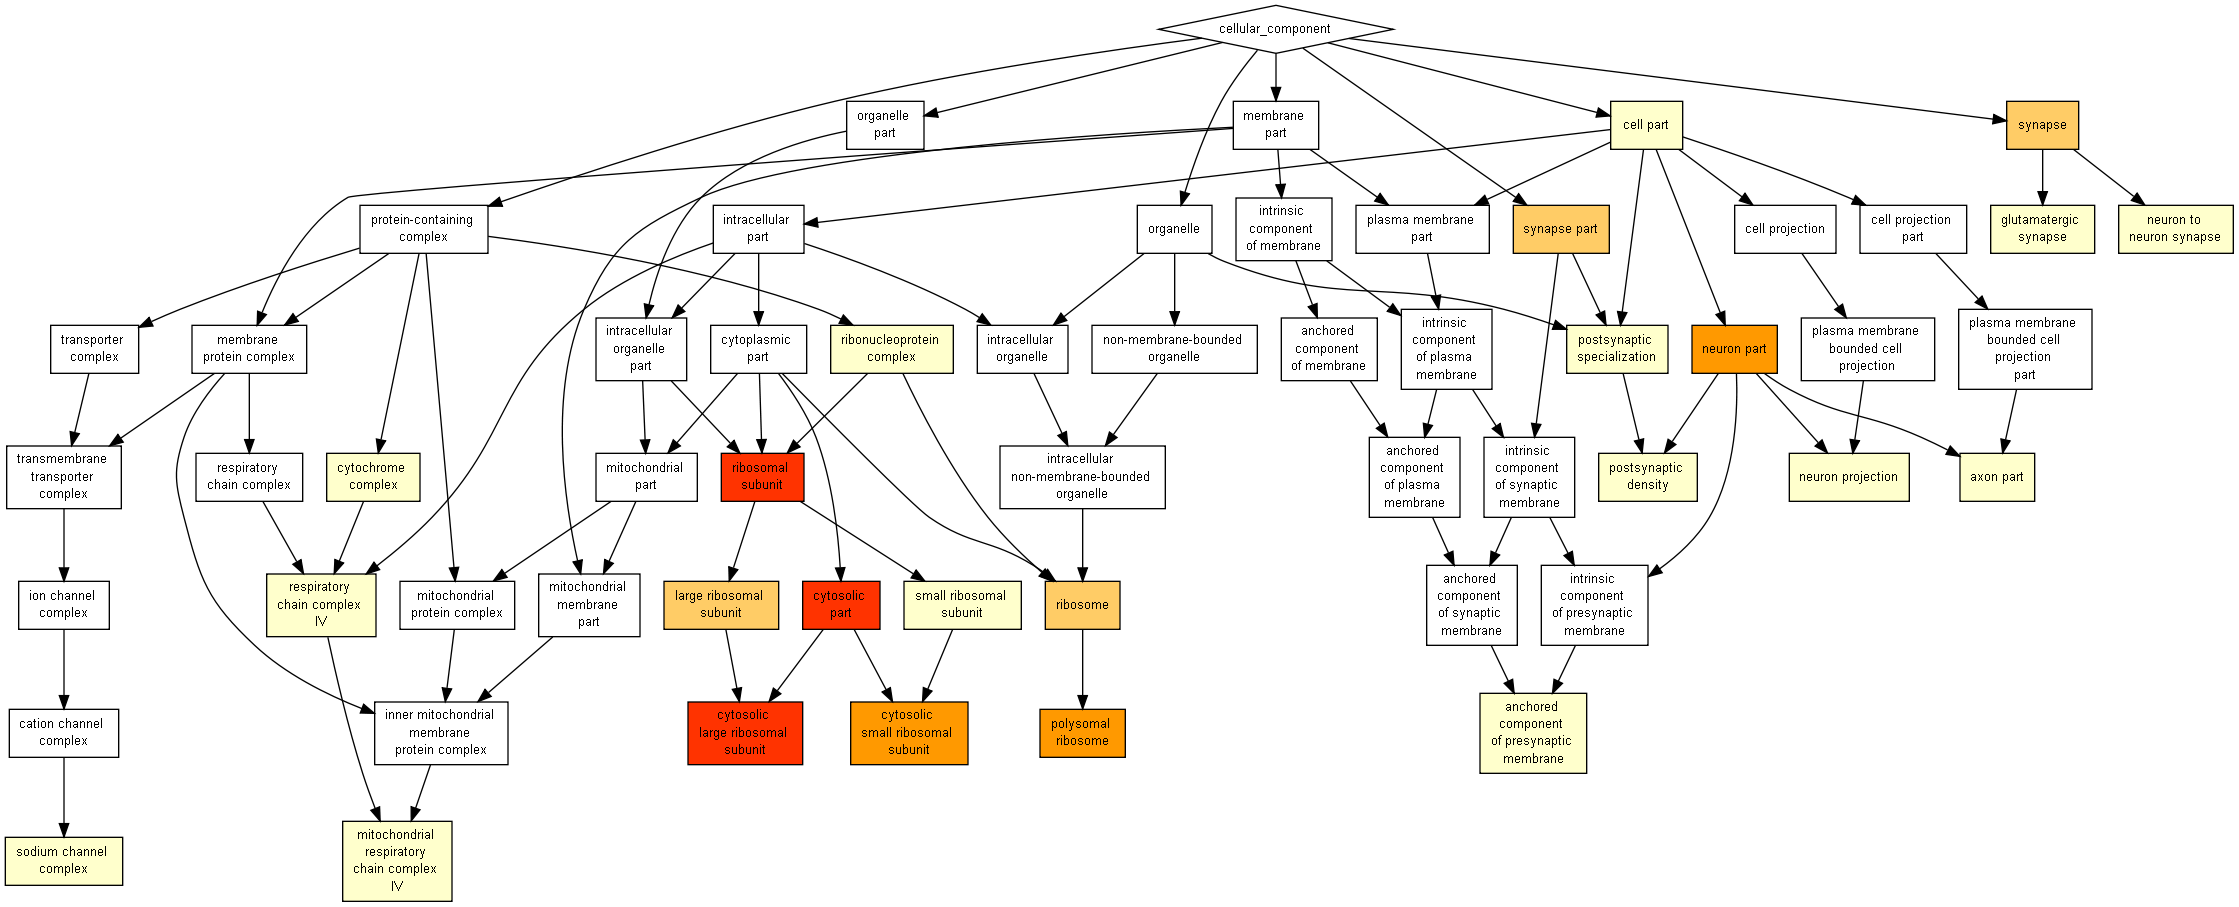 cellular_component
organelle
part
membrane
part
cell part
synapse
protein-containing
complex
intracellular
part
organelle
intrinsic
component
of membrane
plasma membrane
part
synapse part
cell projection
cell projection
part
glutamatergic
synapse
neuron to
neuron synapse
transporter
complex
membrane
protein complex
intracellular
organelle
part
cytoplasmic
part
ribonucleoprotein
complex
intracellular
organelle
non-membrane-bounded
organelle
anchored
component
of membrane
intrinsic
component
of plasma
membrane
postsynaptic
specialization
neuron part
plasma membrane
bounded cell
projection
plasma membrane
bounded cell
projection
part
transmembrane
transporter
complex
respiratory
chain complex
cytochrome
complex
mitochondrial
part
ribosomal
subunit
intracellular
non-membrane-bounded
organelle
anchored
component
of plasma
membrane
intrinsic
component
of synaptic
membrane
postsynaptic
density
neuron projection
axon part
ion channel
complex
respiratory
chain complex
IV
mitochondrial
protein complex
mitochondrial
membrane
part
large ribosomal
subunit
cytosolic
part
small ribosomal
subunit
ribosome
anchored
component
of synaptic
membrane
intrinsic
component
of presynaptic
membrane
cation channel
complex
inner mitochondrial
membrane
protein complex
cytosolic
large ribosomal
subunit
cytosolic
small ribosomal
subunit
polysomal
ribosome
anchored
component
of presynaptic
membrane
sodium channel
complex
mitochondrial
respiratory
chain complex
IV